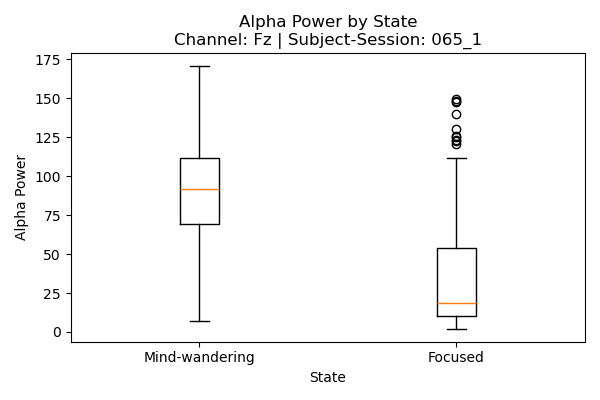 Alpha Power by State
Channel: Fz | Subject-Session: 065_1
175
150
125
100
75
50
25
0
Alpha Power
Mind-wandering
Focused
State